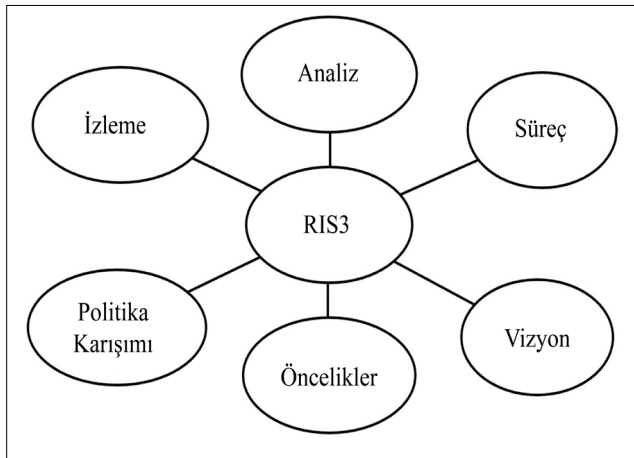 Analiz
İzleme
Süreç
RIS3
Politika
Karışımı
Vizyon
Öncelikler